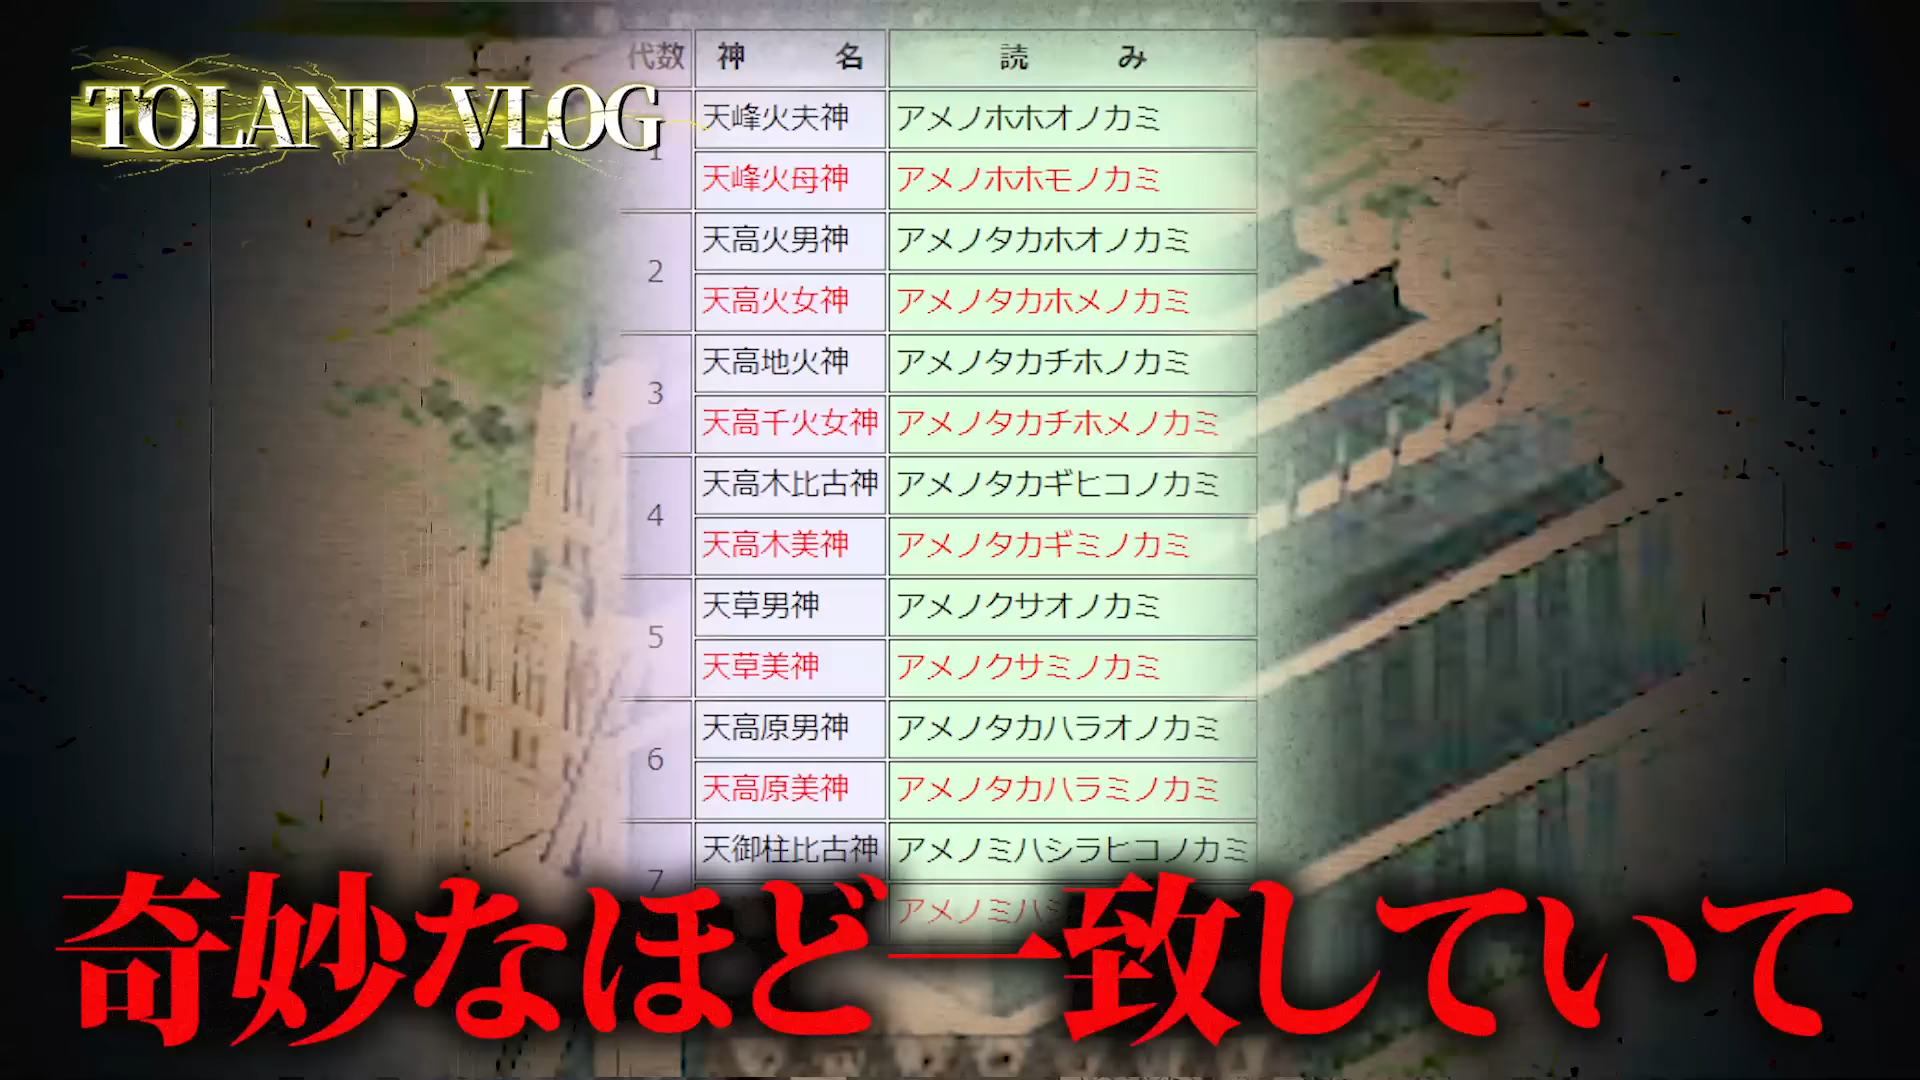 TOLAND VLOG
代数 神名 読み
1 天峰火夫神 アメノホホオノカミ
天峰火母神 アメノホホモノカミ
2 天高火男神 アメノタカホオノカミ
天高火女神 アメノタカホメノカミ
3 天高地火神 アメノタカチホノカミ
天高千火女神 アメノタカチホメノカミ
4 天高木比古神 アメノタカギヒコノカミ
天高木美神 アメノタカギミノカミ
5 天草男神 アメノクサオノカミ
天草美神 アメノクサミノカミ
6 天高原男神 アメノタカハラオノカミ
天高原美神 アメノタカハラミノカミ
7 天御柱比古神 アメノミハシラヒコノカミ
アメノミハ
奇妙なほど一致していて